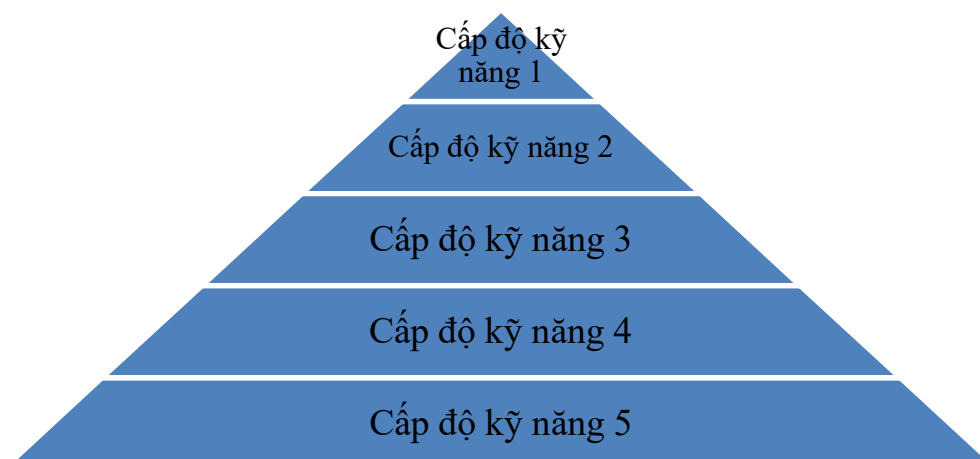 Cấp độ kỹ
năng 1
Cấp độ kỹ năng 2
Cấp độ kỹ năng 3
Cấp độ kỹ năng 4
Cấp độ kỹ năng 5